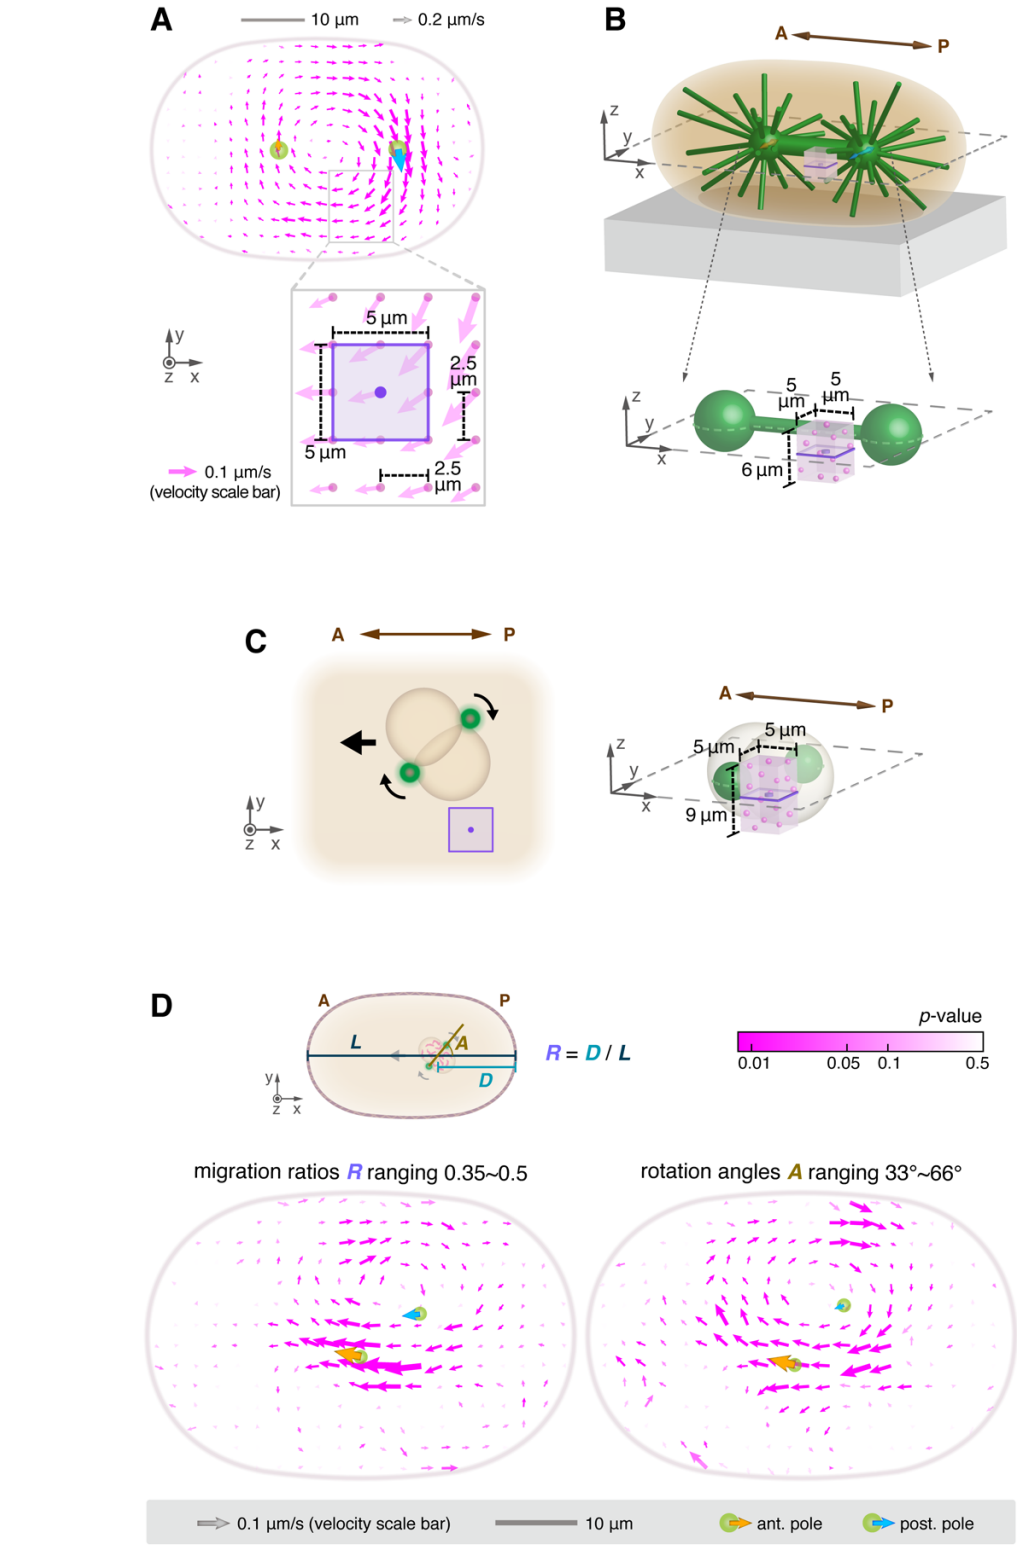 A
10 µm
0.2 µm/s
5 µm
2.5
µm
5 µm
2.5
µm
y
z
x
0.1 µm/s
(velocity scale bar)
B
A
P
z
y
x
5
µm
5
µm
6 µm
z
y
x
C
A
P
y
z
x
A
P
5 µm
5 µm
9 µm
z
y
x
D
A
P
L
A
D
y
z
x
R = D / L
p-value
0.01
0.05
0.1
0.5
migration ratios R ranging 0.35~0.5
rotation angles A ranging 33°~66°
0.1 µm/s (velocity scale bar)
10 µm
ant. pole
post. pole